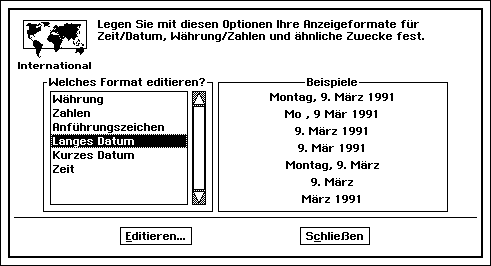 Legen Sie mit diesen Optionen Ihre Anzeigeformate für
Zeit/Datum, Währung/Zahlen und ähnliche Zwecke fest.
International
Welches Format editieren?
Währung
Zahlen
Anführungszeichen
Langes Datum
Kurzes Datum
Zeit
Beispiele
Montag, 9. März 1991
Mo , 9 Mär 1991
9. März 1991
9. Mär 1991
Montag, 9. März
9. März
März 1991
Editieren...
Schließen